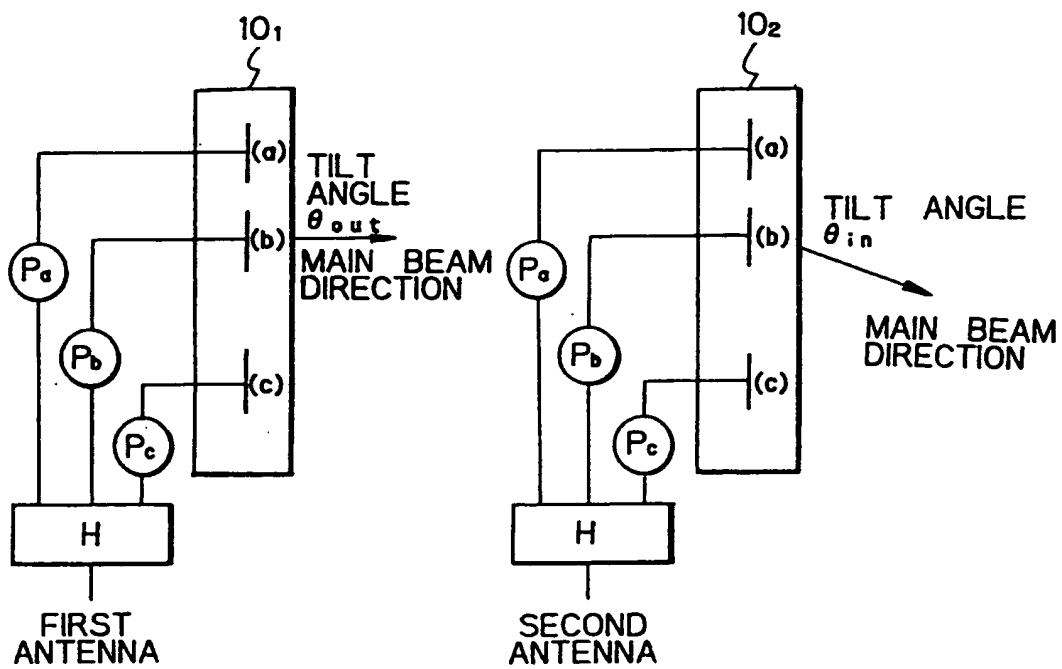 10₁
(a)
TILT
ANGLE
θout
(b)
MAIN BEAM
DIRECTION
Pa
Pb
(c)
Pc
H
FIRST
ANTENNA
10₂
(a)
TILT ANGLE
θin
(b)
Pa
MAIN BEAM
DIRECTION
Pb
(c)
Pc
H
SECOND
ANTENNA